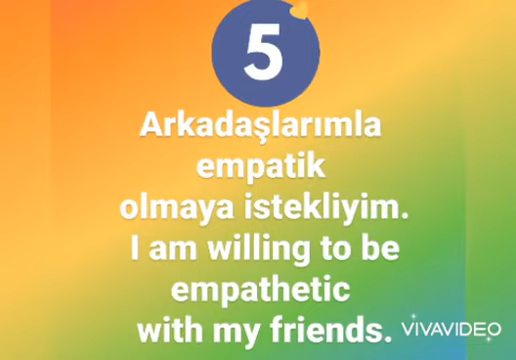 5
Arkadaşlarımla
empatik
olmaya istekliyim.
I am willing to be
empathetic
with my friends.
VIVAVIDEO